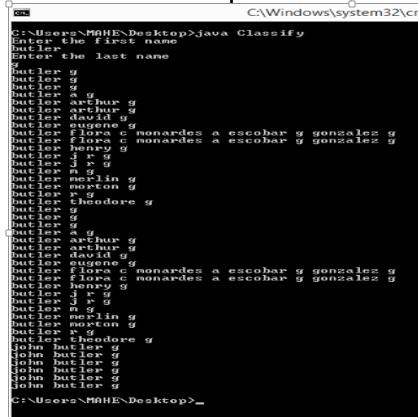 C:\Windows\system32\c
C:\Users\MAHE\Desktop>java Classify
Enter the first name
butler
Enter the last name
g
butler g
butler g
butler g
butler a g
butler arthur g
butler arthur g
butler david g
butler eugene g
butler flora c monardes a escobar g gonzalez g
butler flora c monardes a escobar g gonzalez g
butler henry g
butler j r g
butler j r g
butler m g
butler merlin g
butler morton g
butler r g
butler theodore g
butler g
butler g
butler g
butler a g
butler arthur g
butler arthur g
butler david g
butler eugene g
butler flora c monardes a escobar g gonzalez g
butler flora c monardes a escobar g gonzalez g
butler henry g
butler j r g
butler j r g
butler m g
butler merlin g
butler morton g
butler r g
butler theodore g
john butler g
john butler g
john butler g
john butler g
john butler g
C:\Users\MAHE\Desktop>_